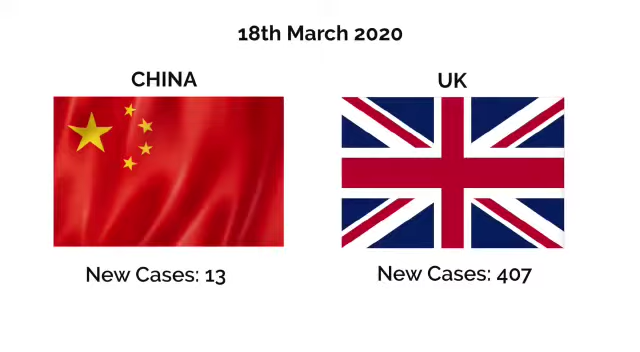 18th March 2020
CHINA
UK
New Cases: 13
New Cases: 407